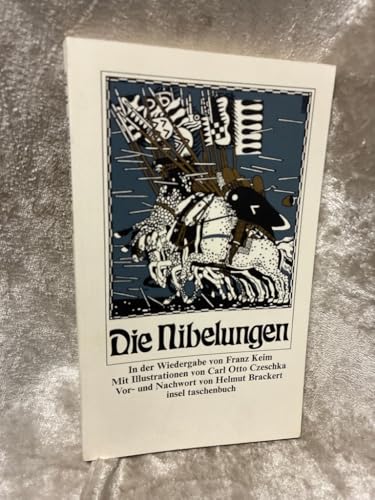 Die Nibelungen
In der Wiedergabe von Franz Keim
Mit Illustrationen von Carl Otto Czeschka
Vor- und Nachwort von Helmut Brackert
insel taschenbuch